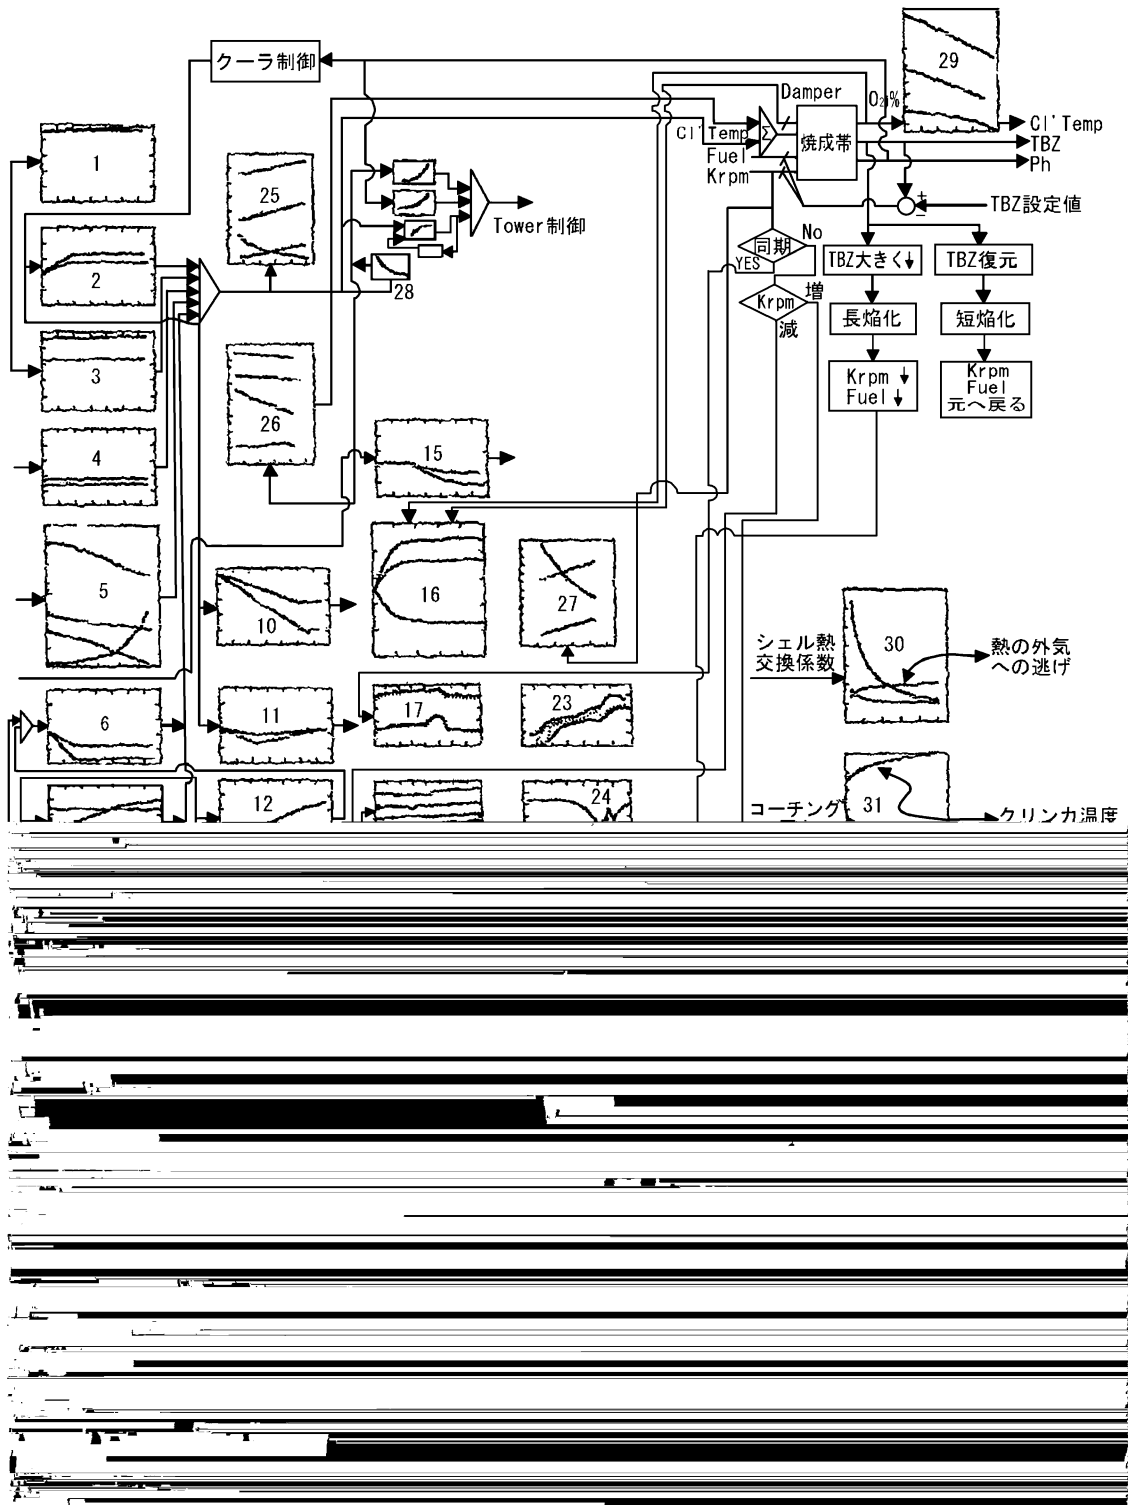 クーラ制御
29
Damper
O₂%
Cl'Temp
1
Cl'Temp
Σ
焼成帯
TBZ
Fuel
Ph
Krpm
25
+
−
TBZ設定値
Tower制御
No
同期
YES
TBZ大きく↓
TBZ復元
2
28
Krpm
増
減
長焔化
短焔化
3
Krpm ↓
Fuel ↓
Krpm
Fuel
元へ戻る
26
4
15
5
10
16
27
シェル熱
交換係数
30
熱の外気
への逃げ
6
11
17
23
12
24
コーチング
31
クリンカ温度